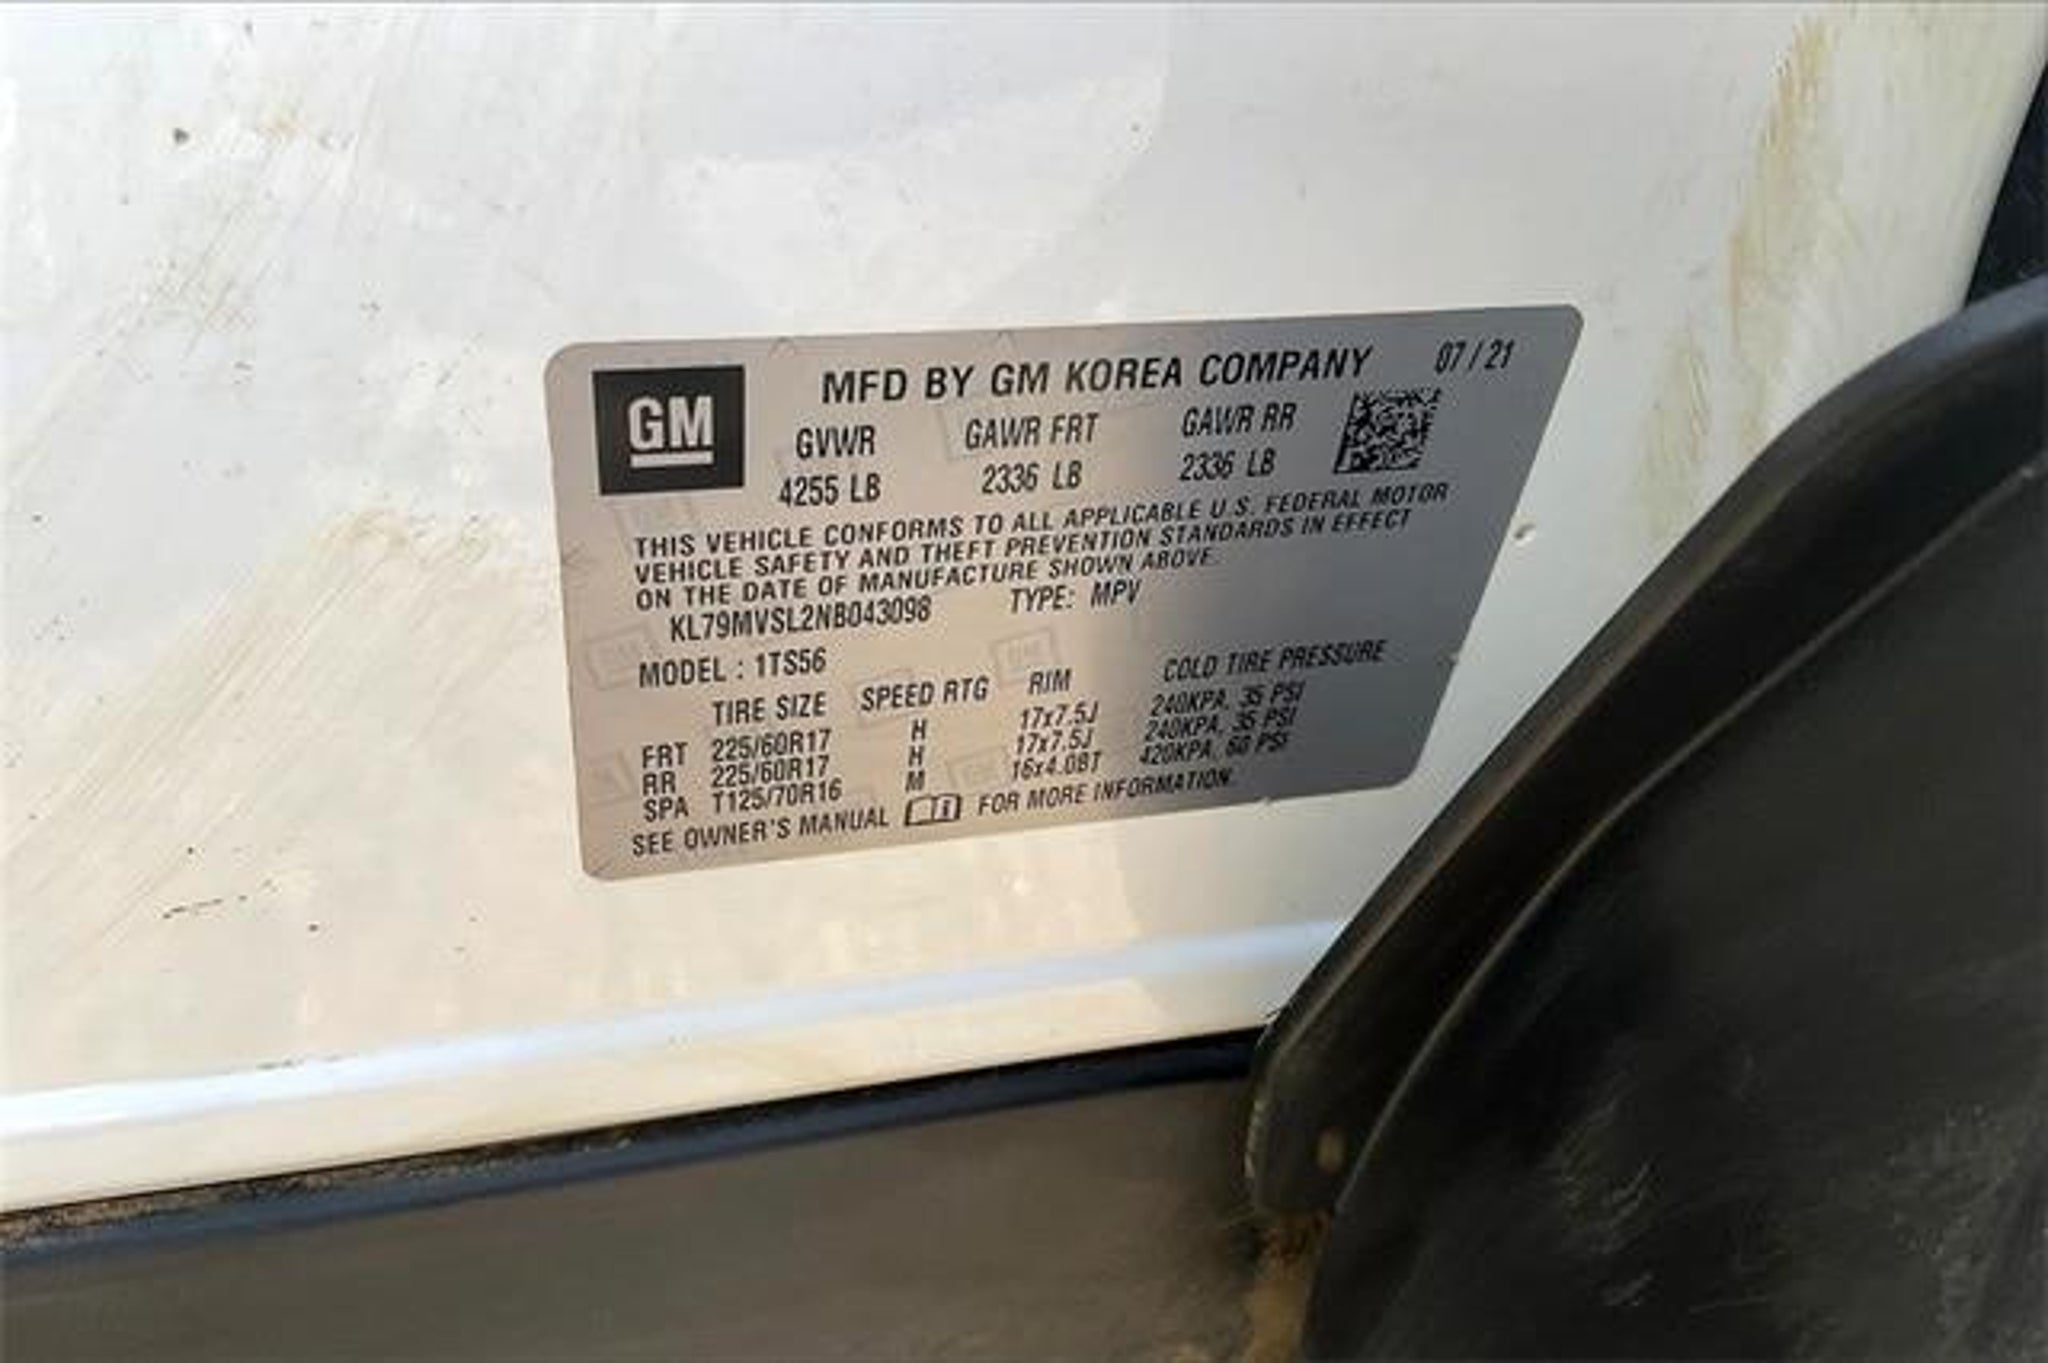 GM
MFD BY GM KOREA COMPANY 07/21
GVWR GAWR FRT GAWR RR
4255 LB 2336 LB 2336 LB
THIS VEHICLE CONFORMS TO ALL APPLICABLE U.S. FEDERAL MOTOR
VEHICLE SAFETY AND THEFT PREVENTION STANDARDS IN EFFECT
ON THE DATE OF MANUFACTURE SHOWN ABOVE.
KL79MVSL2NB043098 TYPE: MPV
MODEL : 1TS56
TIRE SIZE SPEED RTG RIM COLD TIRE PRESSURE
FRT 225/60R17 H 17x7.5J 240KPA, 35 PSI
RR 225/60R17 H 17x7.5J 240KPA, 35 PSI
SPA T125/70R16 M 16x4.0BT 420KPA, 60 PSI
SEE OWNER'S MANUAL FOR MORE INFORMATION.